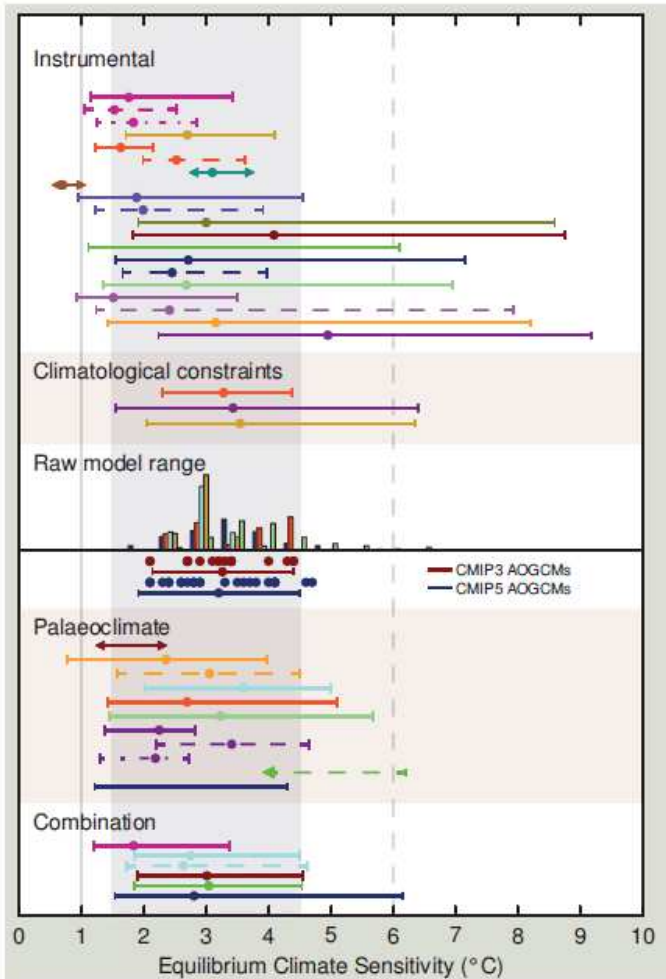 Instrumental
Climatological constraints
Raw model range
CMIP3 AOGCMs
CMIP5 AOGCMs
Palaeoclimate
Combination
0 1 2 3 4 5 6 7 8 9 10
Equilibrium Climate Sensitivity (°C)